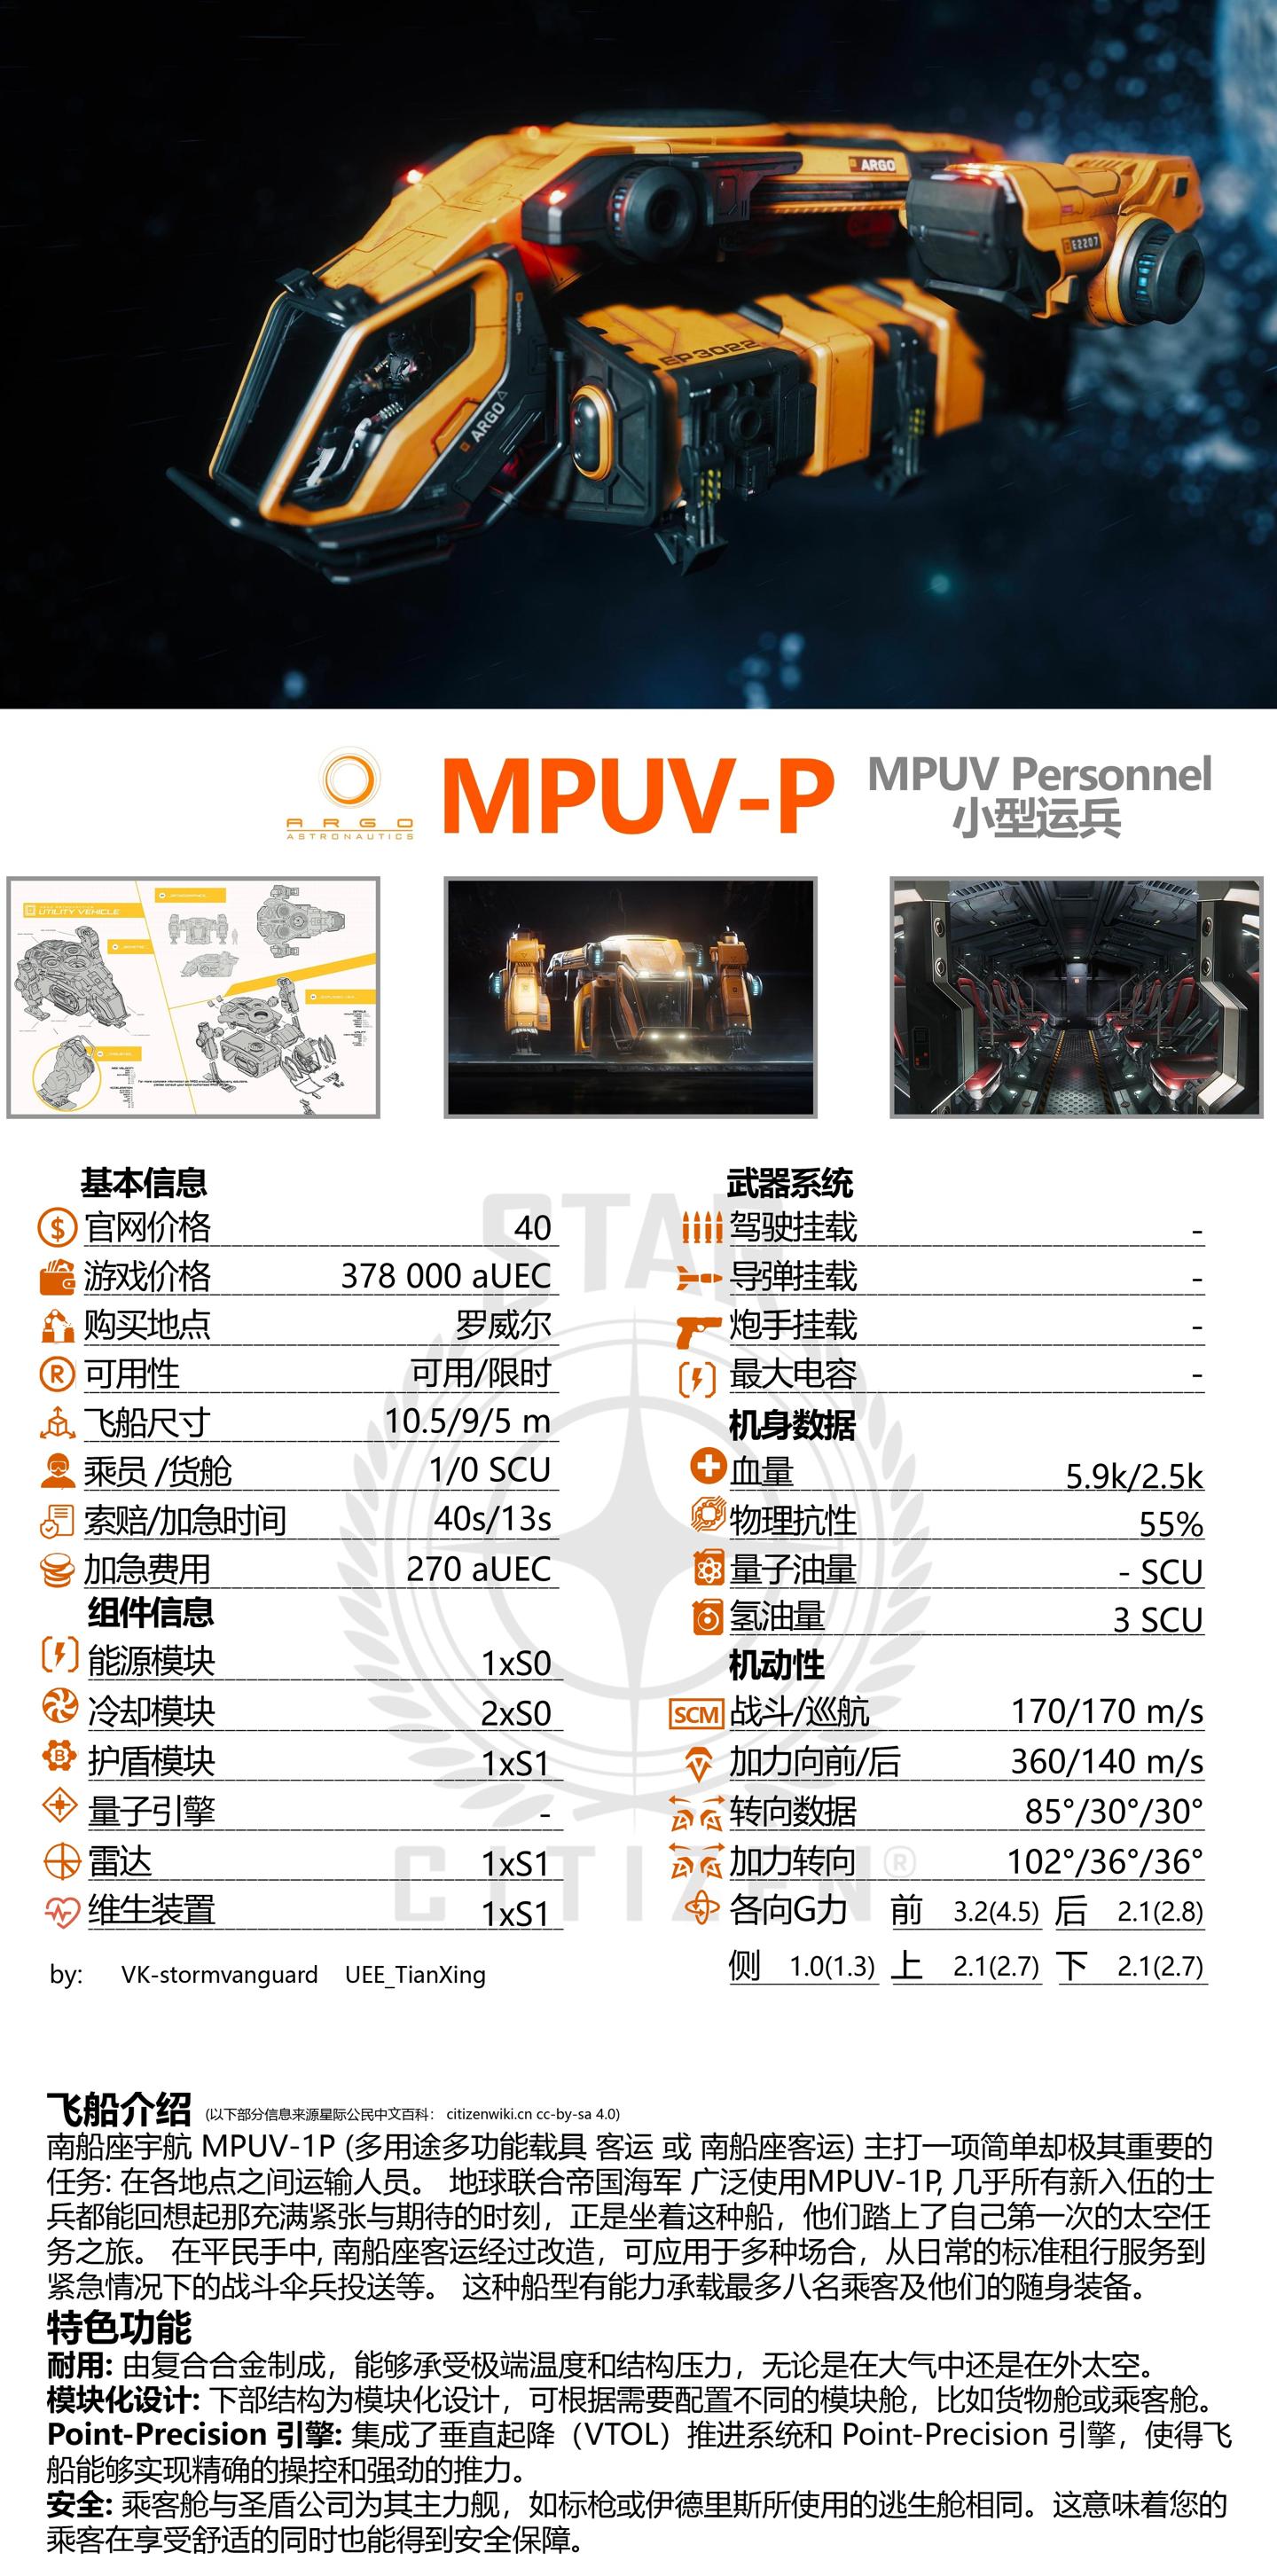 ARGO
E2207
EP3022
ARGO
ARGO
ASTRONAUTICS
MPUV-P
MPUV Personnel
小型运兵
UTILITY VEHICLE
STAR
CITIZEN®
基本信息
官网价格 40
游戏价格 378 000 aUEC
购买地点 罗威尔
可用性 可用/限时
飞船尺寸 10.5/9/5 m
乘员 /货舱 1/0 SCU
索赔/加急时间 40s/13s
加急费用 270 aUEC
组件信息
能源模块 1xS0
冷却模块 2xS0
护盾模块 1xS1
量子引擎 -
雷达 1xS1
维生装置 1xS1
by: VK-stormvanguard UEE_TianXing
武器系统
驾驶挂载 -
导弹挂载 -
炮手挂载 -
最大电容 -
机身数据
血量 5.9k/2.5k
物理抗性 55%
量子油量 - SCU
氢油量 3 SCU
机动性
SCM 战斗/巡航 170/170 m/s
加力向前/后 360/140 m/s
转向数据 85°/30°/30°
加力转向 102°/36°/36°
各向G力 前 3.2(4.5) 后 2.1(2.8)
侧 1.0(1.3) 上 2.1(2.7) 下 2.1(2.7)
飞船介绍 (以下部分信息来源星际公民中文百科： citizenwiki.cn cc-by-sa 4.0)
南船座宇航 MPUV-1P (多用途多功能载具 客运 或 南船座客运) 主打一项简单却极其重要的
任务: 在各地点之间运输人员。 地球联合帝国海军 广泛使用MPUV-1P, 几乎所有新入伍的士
兵都能回想起那充满紧张与期待的时刻，正是坐着这种船，他们踏上了自己第一次的太空任
务之旅。 在平民手中, 南船座客运经过改造，可应用于多种场合，从日常的标准租行服务到
紧急情况下的战斗伞兵投送等。 这种船型有能力承载最多八名乘客及他们的随身装备。
特色功能
耐用: 由复合合金制成，能够承受极端温度和结构压力，无论是在大气中还是在外太空。
模块化设计: 下部结构为模块化设计，可根据需要配置不同的模块舱，比如货物舱或乘客舱。
Point-Precision 引擎: 集成了垂直起降（VTOL）推进系统和 Point-Precision 引擎，使得飞
船能够实现精确的操控和强劲的推力。
安全: 乘客舱与圣盾公司为其主力舰，如标枪或伊德里斯所使用的逃生舱相同。这意味着您的
乘客在享受舒适的同时也能得到安全保障。